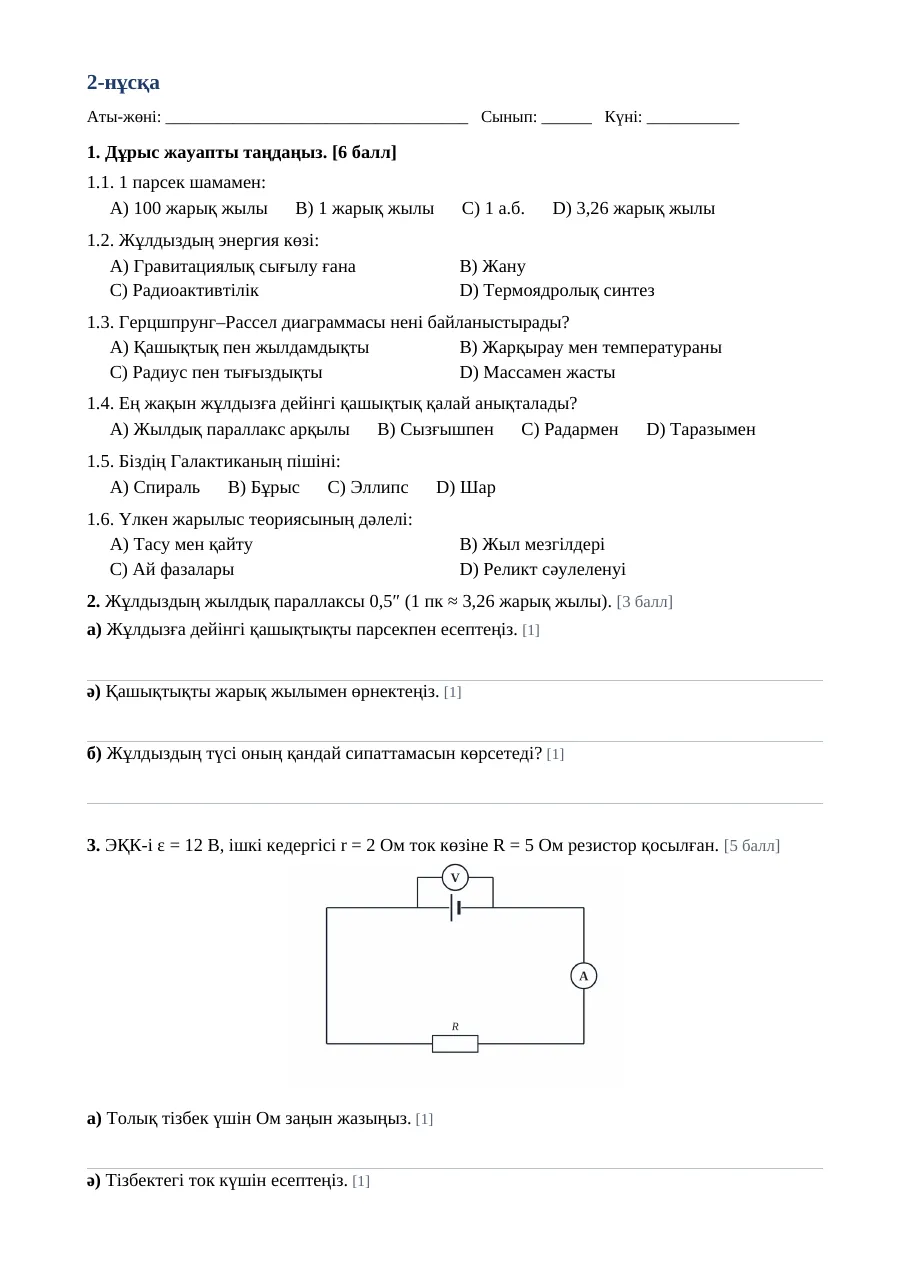 2-нұсқа
Аты-жөні: ____________________________________ Сынып: ______ Күні: ___________
1. Дұрыс жауапты таңдаңыз. [6 балл]
1.1. 1 парсек шамамен:
A) 100 жарық жылы B) 1 жарық жылы C) 1 а.б. D) 3,26 жарық жылы
1.2. Жұлдыздың энергия көзі:
A) Гравитациялық сығылу ғана B) Жану
C) Радиоактивтілік D) Термоядролық синтез
1.3. Герцшпрунг–Рассел диаграммасы нені байланыстырады?
A) Қашықтық пен жылдамдықты B) Жарқырау мен температураны
C) Радиус пен тығыздықты D) Массамен жасты
1.4. Ең жақын жұлдызға дейінгі қашықтық қалай анықталады?
A) Жылдық параллакс арқылы B) Сызғышпен C) Радармен D) Таразымен
1.5. Біздің Галактиканың пішіні:
A) Спираль B) Бұрыс C) Эллипс D) Шар
1.6. Үлкен жарылыс теориясының дәлелі:
A) Тасу мен қайту B) Жыл мезгілдері
C) Ай фазалары D) Реликт сәулеленуі
2. Жұлдыздың жылдық параллаксы 0,5″ (1 пк ≈ 3,26 жарық жылы). [3 балл]
а) Жұлдызға дейінгі қашықтықты парсекпен есептеңіз. [1]
ә) Қашықтықты жарық жылымен өрнектеңіз. [1]
б) Жұлдыздың түсі оның қандай сипаттамасын көрсетеді? [1]
3. ЭҚК-і ε = 12 В, ішкі кедергісі r = 2 Ом ток көзіне R = 5 Ом резистор қосылған. [5 балл]
V
A
R
а) Толық тізбек үшін Ом заңын жазыңыз. [1]
ә) Тізбектегі ток күшін есептеңіз. [1]